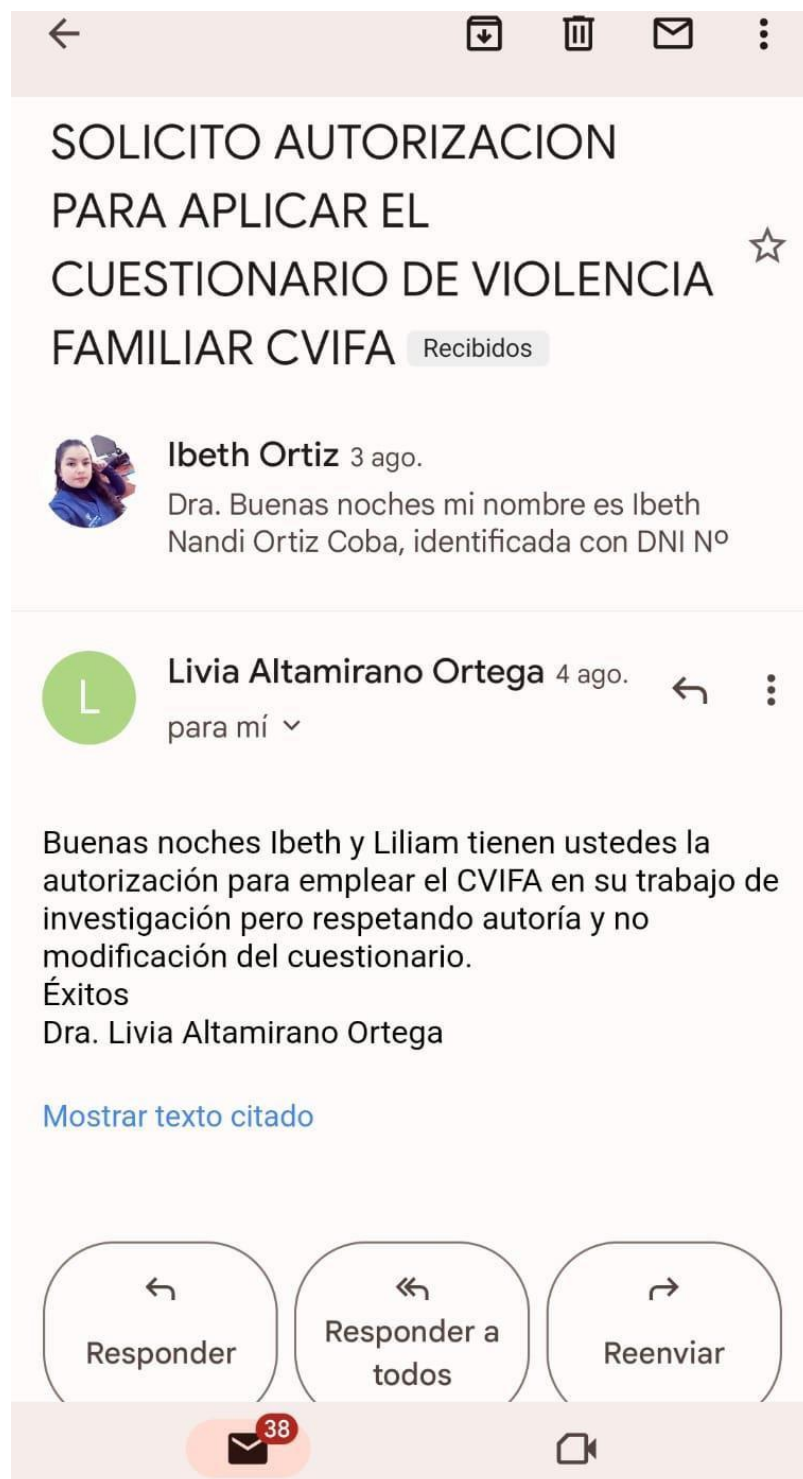 SOLICITO AUTORIZACION
PARA APLICAR EL
CUESTIONARIO DE VIOLENCIA
FAMILIAR CVIFA Recibidos
Ibeth Ortiz 3 ago.
Dra. Buenas noches mi nombre es Ibeth
Nandi Ortiz Coba, identificada con DNI Nº
L
Livia Altamirano Ortega 4 ago.
para mí
Buenas noches Ibeth y Liliam tienen ustedes la
autorización para emplear el CVIFA en su trabajo de
investigación pero respetando autoría y no
modificación del cuestionario.
Éxitos
Dra. Livia Altamirano Ortega
Mostrar texto citado
Responder
Responder a
todos
Reenviar
38